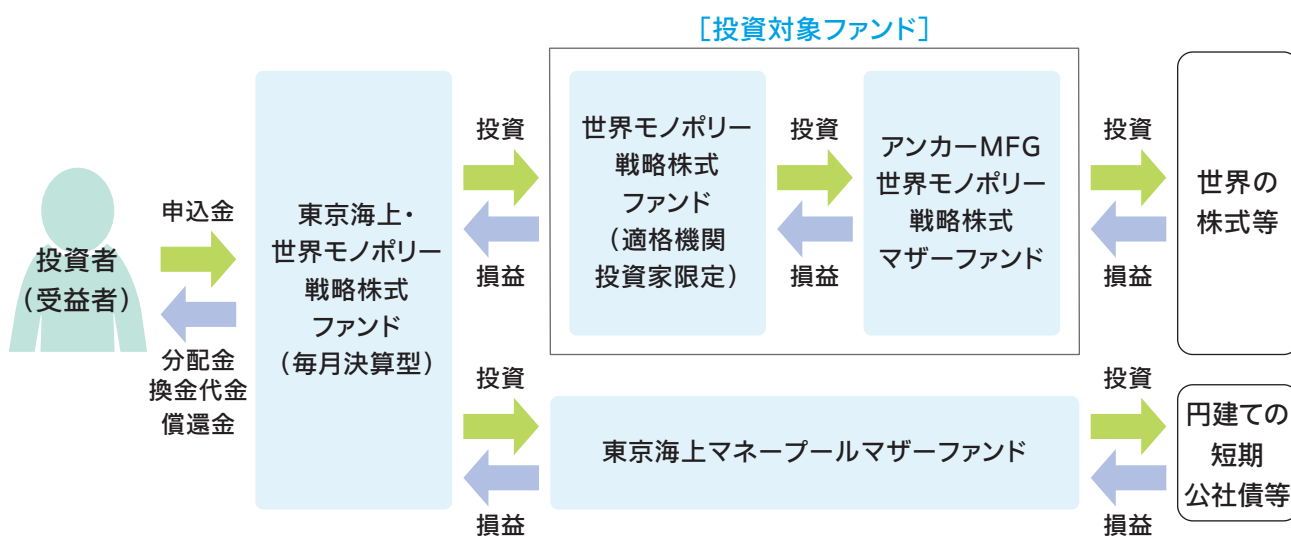 ［投資対象ファンド］
投資者
（受益者）
申込金
分配金
換金代金
償還金
東京海上・
世界モノポリー
戦略株式
ファンド
（毎月決算型）
投資
損益
世界モノポリー
戦略株式
ファンド
（適格機関
投資家限定）
投資
損益
アンカーMFG
世界モノポリー
戦略株式
マザーファンド
投資
損益
世界の
株式等
投資
損益
東京海上マネープールマザーファンド
投資
損益
円建ての
短期
公社債等